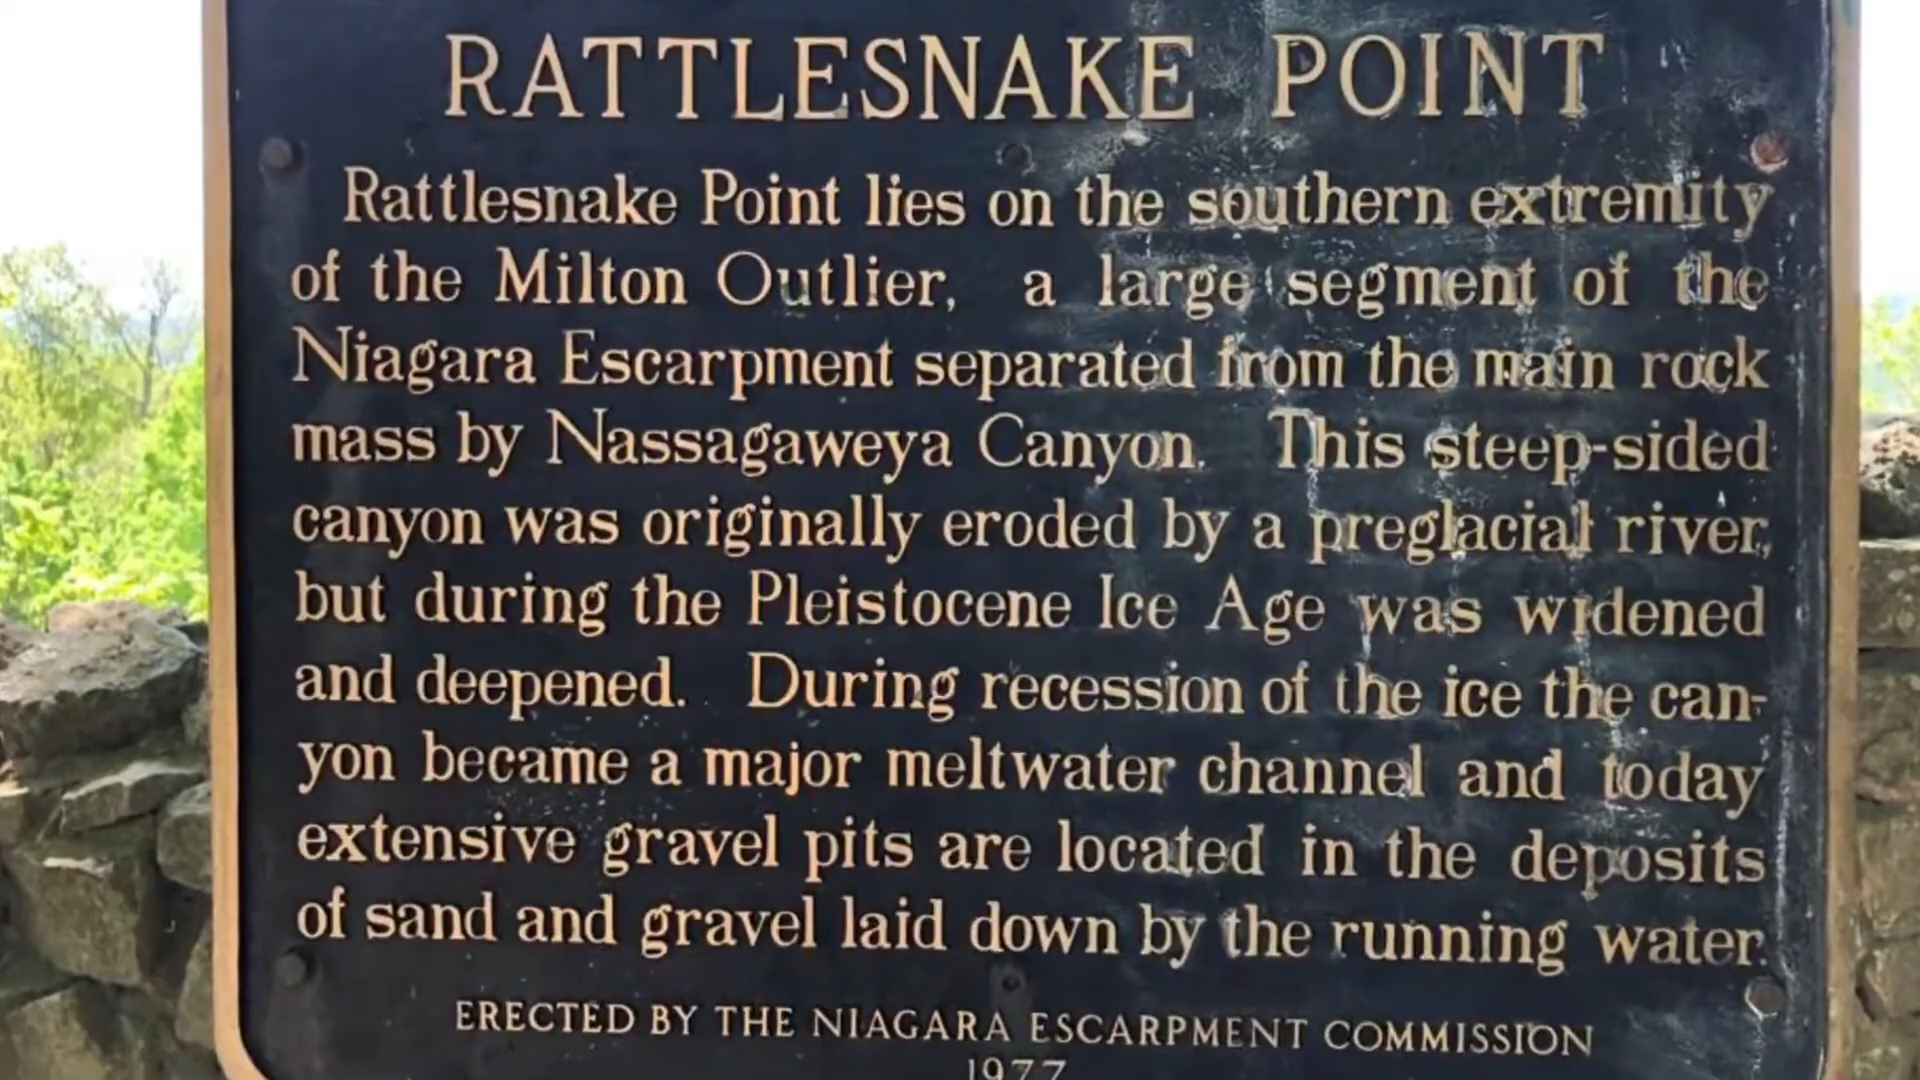 RATTLESNAKE POINT
Rattlesnake Point lies on the southern extremity
of the Milton Outlier, a large segment of the
Niagara Escarpment separated from the main rock
mass by Nassagaweya Canyon. This steep-sided
canyon was originally eroded by a preglacial river,
but during the Pleistocene Ice Age was widened
and deepened. During recession of the ice the can-
yon became a major meltwater channel and today
extensive gravel pits are located in the deposits
of sand and gravel laid down by the running water.
ERECTED BY THE NIAGARA ESCARPMENT COMMISSION
1977